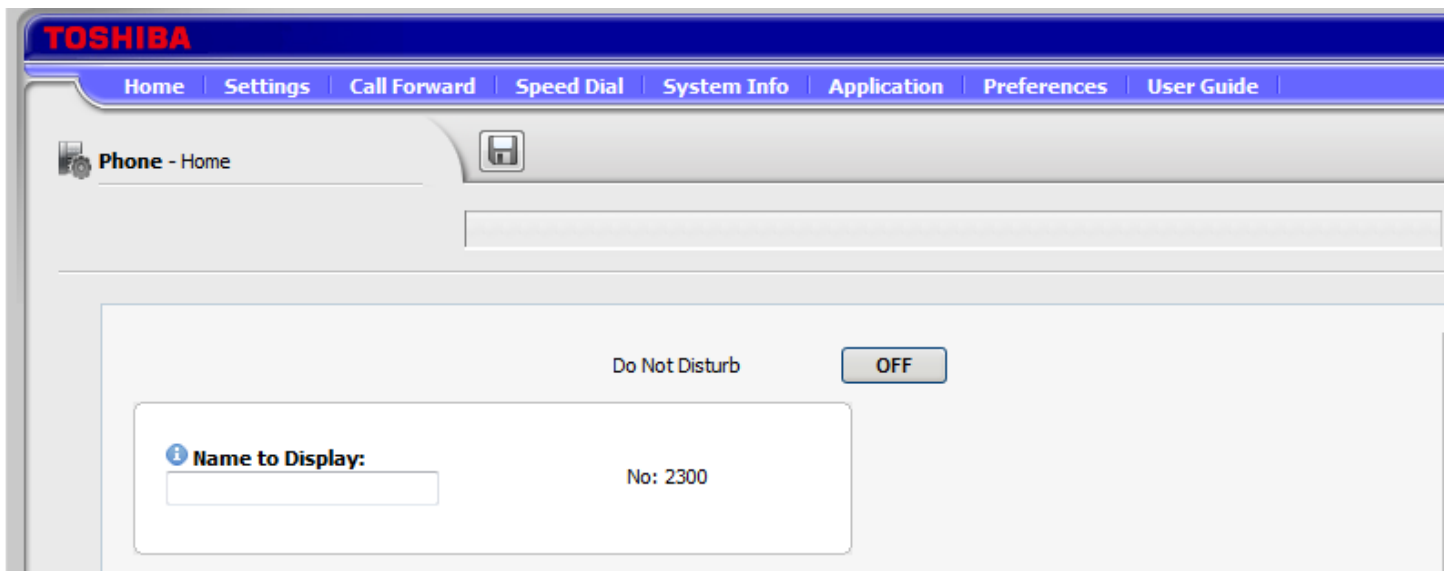 TOSHIBA
Home Settings Call Forward Speed Dial System Info Application Preferences User Guide
Phone - Home
Do Not Disturb OFF
Name to Display:
No: 2300